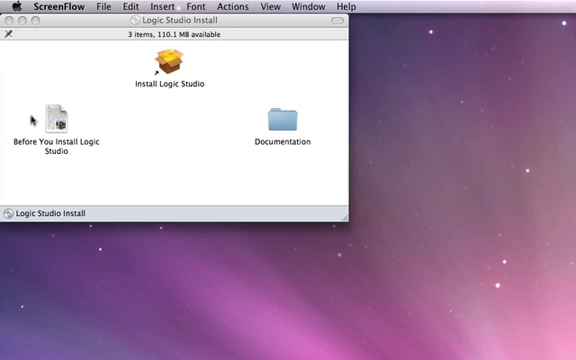 ScreenFlow File Edit Insert Font Actions View Window Help
Logic Studio Install
3 items, 110.1 MB available
Install Logic Studio
Before You Install Logic
Studio
Documentation
Logic Studio Install